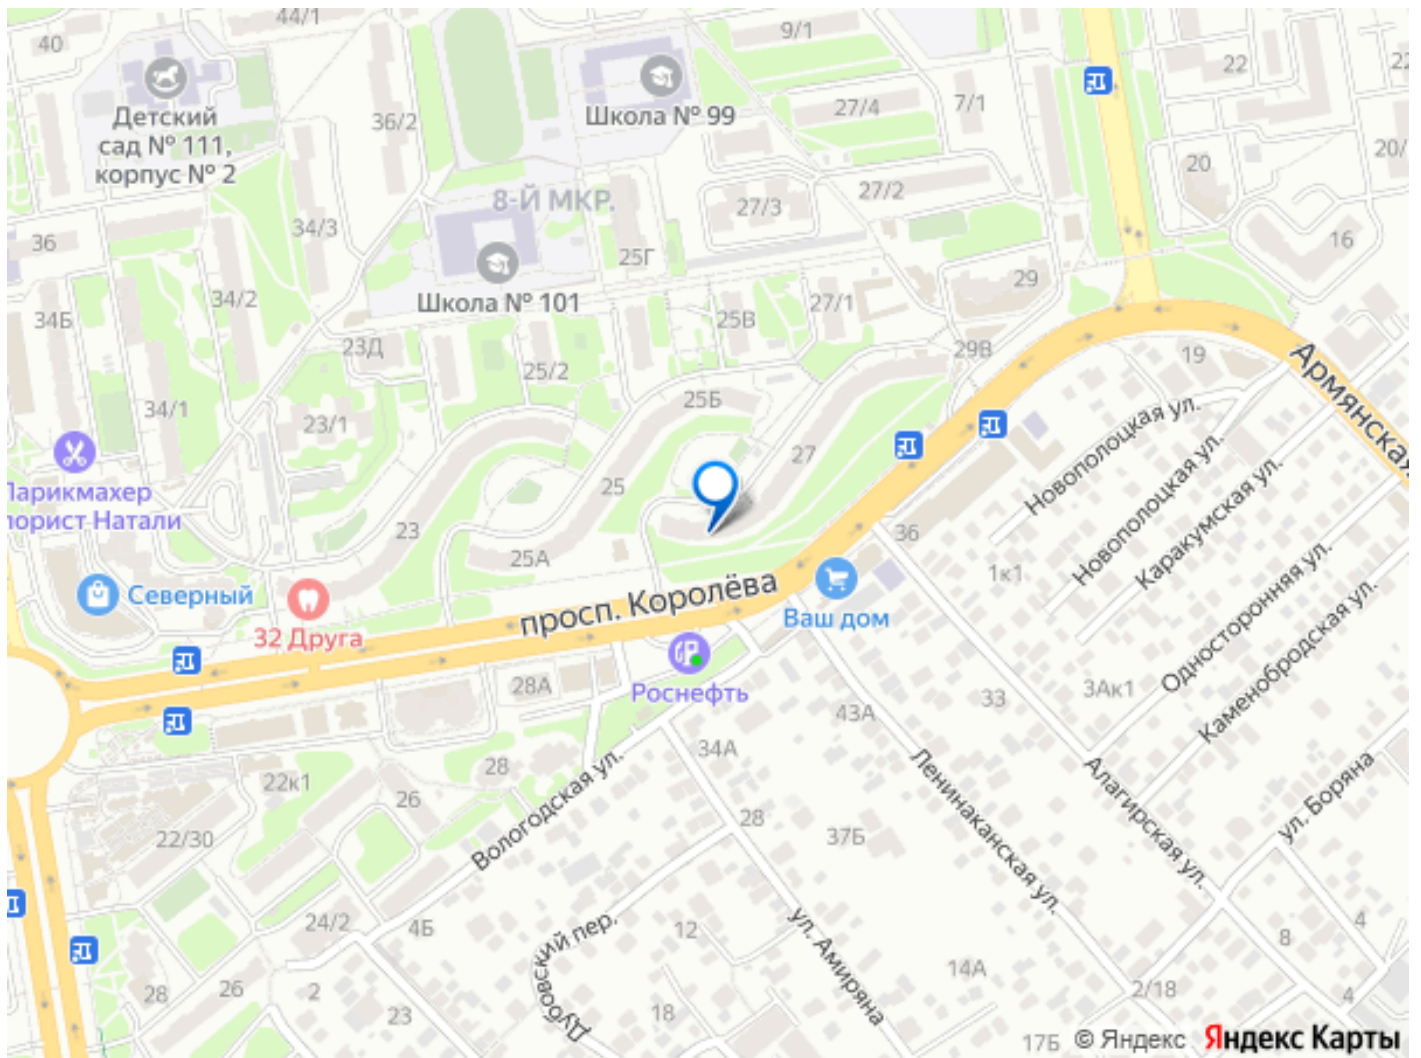 44/1
40
9/1
22
22
Детский
сад № 111,
корпус № 2
36/2
Школа № 99
27/4
7/1
20
20/
8-Й МКР.
27/2
27/3
34/3
36
25Г
16
Школа № 101
29
34/2
27/1
34Б
25В
23Д
29В
19
Армянская
25/2
25Б
34/1
23/1
Новополоцкая ул.
27
Новополоцкая ул.
Каракумская ул.
Парикмахер
лорист Натали
25
23
36
25А
1к1
Односторонняя ул.
Каменобродская ул.
Северный
просп. Королёва
Ваш дом
32 Друга
28А
Роснефть
33
3Ак1
43А
34А
28
22к1
26
Вологодская ул.
Ленинаканская ул.
Алагирская ул.
ул. Боряна
28
37Б
22/30
24/2
4Б
Дубовский пер.
12
ул. Амиряна
4
8
14А
28
26
2
23
18
2/18
4
17Б
© Яндекс Яндекс Карты